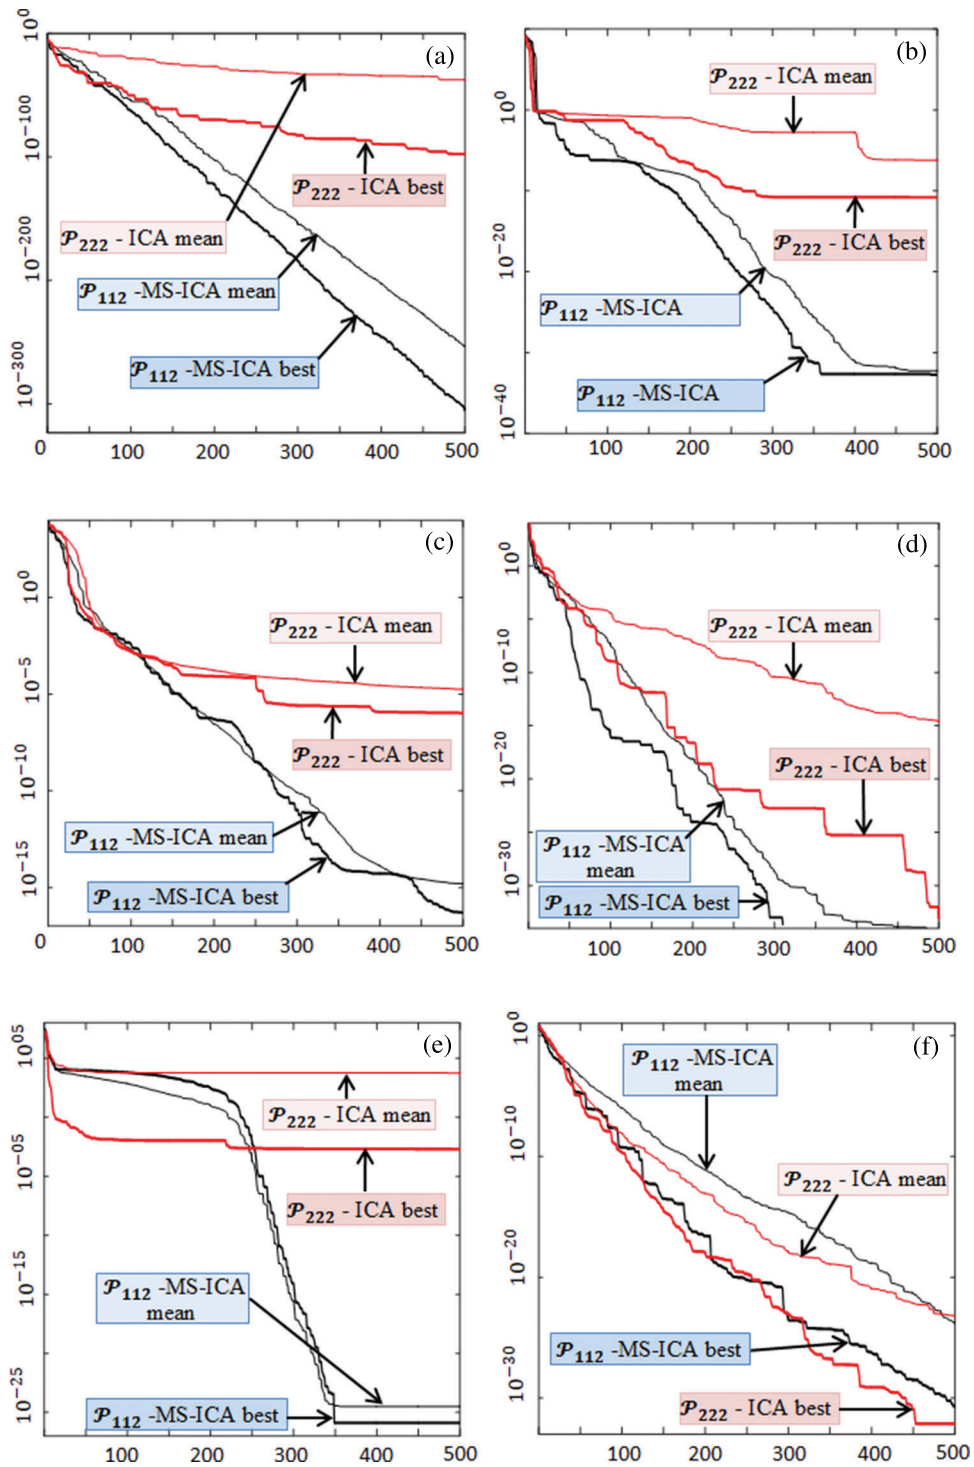 (a)
10^0
10^-100
10^-200
10^-300
𝓟222 - ICA best
𝓟222 - ICA mean
𝓟112 -MS-ICA mean
𝓟112 -MS-ICA best
0 100 200 300 400 500
(b)
10^0
10^-20
10^-40
𝓟222 - ICA mean
𝓟222 - ICA best
𝓟112 -MS-ICA
𝓟112 -MS-ICA
100 200 300 400 500
(c)
10^0
10^-5
10^-10
10^-15
𝓟222 - ICA mean
𝓟222 - ICA best
𝓟112 -MS-ICA mean
𝓟112 -MS-ICA best
0 100 200 300 400 500
(d)
10^0
10^-10
10^-20
10^-30
𝓟222 - ICA mean
𝓟222 - ICA best
𝓟112 -MS-ICA
mean
𝓟112 -MS-ICA best
100 200 300 400 500
(e)
10^05
10^-05
10^-15
10^-25
𝓟222 - ICA mean
𝓟222 - ICA best
𝓟112 -MS-ICA
mean
𝓟112 -MS-ICA best
100 200 300 400 500
(f)
10^0
10^-10
10^-20
10^-30
𝓟112 -MS-ICA
mean
𝓟222 - ICA mean
𝓟112 -MS-ICA best
𝓟222 - ICA best
100 200 300 400 500